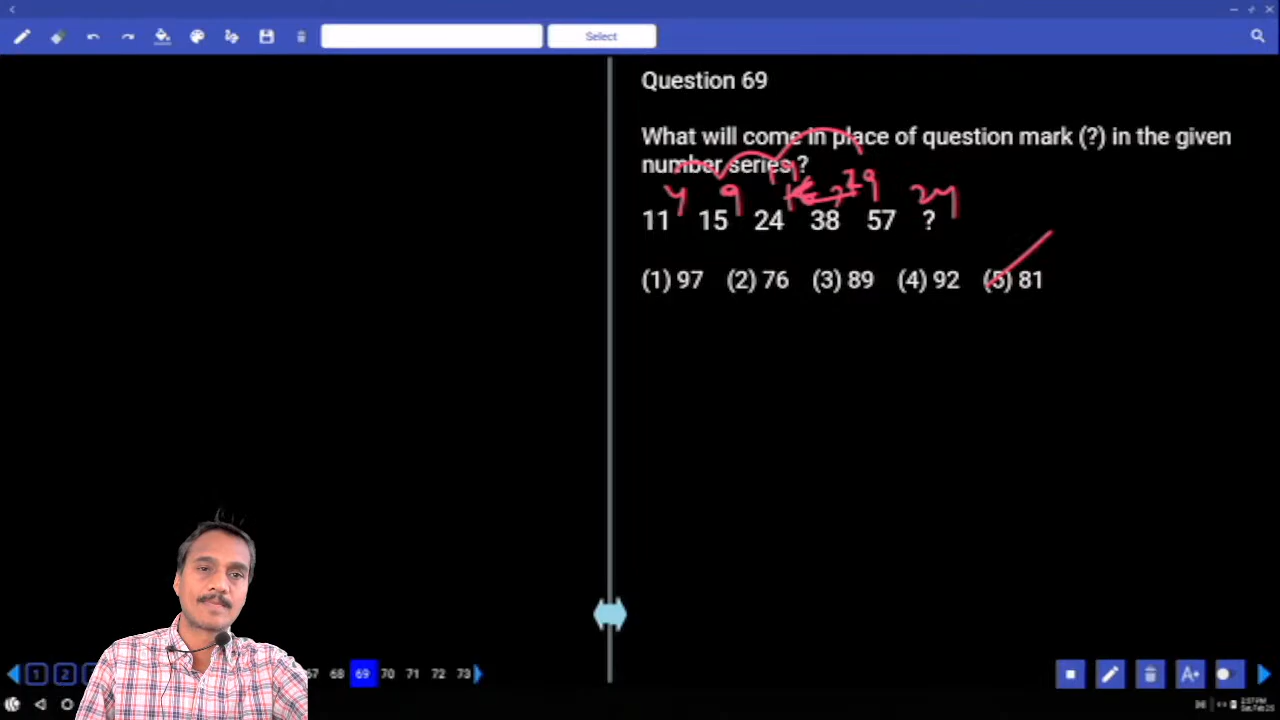 Select
Question 69
What will come in place of question mark (?) in the given
number series ?
4 9 14 19 24
11 15 24 38 57 ?
(1) 97 (2) 76 (3) 89 (4) 92 (5) 81
1 2 67 68 69 70 71 72 73
A+